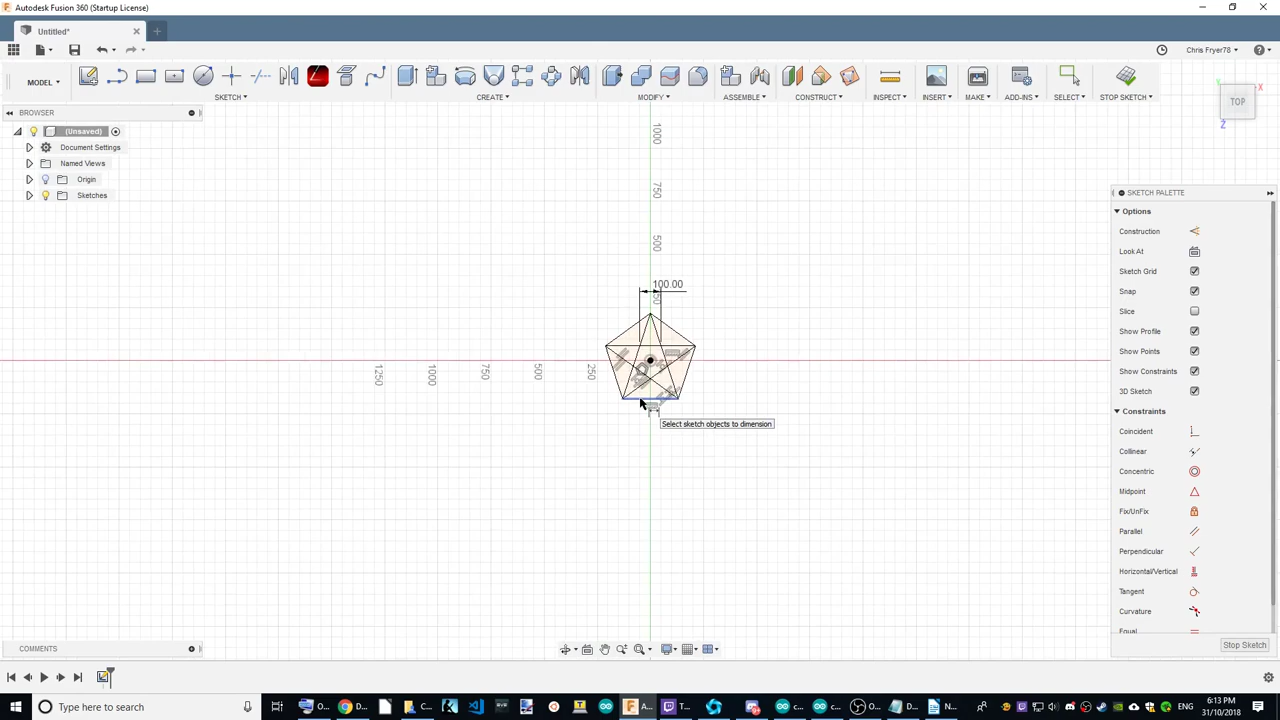 Autodesk Fusion 360 (Startup License)
Untitled*
Chris Fryer78
MODEL
SKETCH
CREATE
MODIFY
ASSEMBLE
CONSTRUCT
INSPECT
INSERT
MAKE
ADD-INS
SELECT
STOP SKETCH
BROWSER
(Unsaved)
Document Settings
Named Views
Origin
Sketches
TOP
X
Y
Z
1000
750
500
100.00
1250
1000
750
500
250
Select sketch objects to dimension
SKETCH PALETTE
Options
Construction
Look At
Sketch Grid
Snap
Slice
Show Profile
Show Points
Show Constraints
3D Sketch
Constraints
Coincident
Collinear
Concentric
Midpoint
Fix/UnFix
Parallel
Perpendicular
Horizontal/Vertical
Tangent
Curvature
Equal
Stop Sketch
COMMENTS
Type here to search
O...
D...
C...
A...
T...
C...
C...
O...
D...
N...
ENG
6:13 PM
31/10/2018